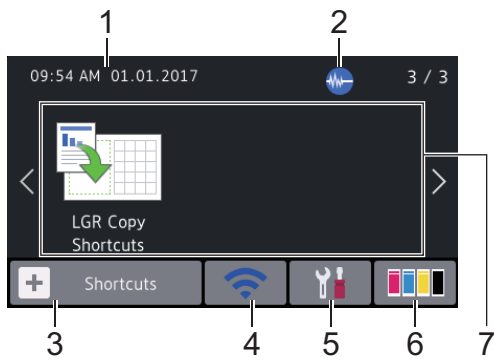 1 2
09:54 AM 01.01.2017 3 / 3
LGR Copy
Shortcuts
+ Shortcuts
3 4 5 6 7